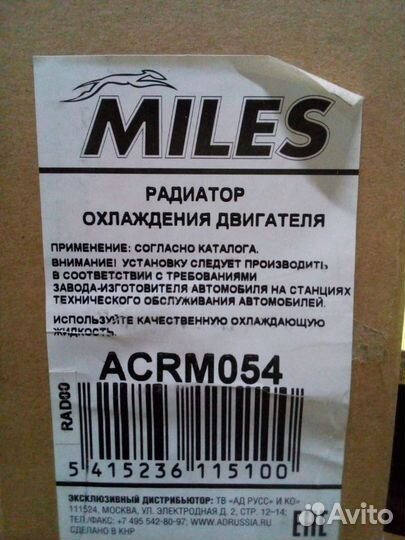 MILES
РАДИАТОР
ОХЛАЖДЕНИЯ ДВИГАТЕЛЯ
ПРИМЕНЕНИЕ: СОГЛАСНО КАТАЛОГА.
ВНИМАНИЕ! УСТАНОВКУ СЛЕДУЕТ ПРОИЗВОДИТЬ
В СООТВЕТСТВИИ С ТРЕБОВАНИЯМИ
ЗАВОДА-ИЗГОТОВИТЕЛЯ АВТОМОБИЛЯ НА СТАНЦИЯХ
ТЕХНИЧЕСКОГО ОБСЛУЖИВАНИЯ АВТОМОБИЛЕЙ.
ИСПОЛЬЗУЙТЕ КАЧЕСТВЕННУЮ ОХЛАЖДАЮЩУЮ
ЖИДКОСТЬ.
ACRM054
RAD00
5 415236 115100
ЭКСКЛЮЗИВНЫЙ ДИСТРИБЬЮТОР: ТВ «АД РУСС» И КО»
111524, МОСКВА, УЛ. ЭЛЕКТРОДНАЯ Д. 2, СТР. 12–14;
ТЕЛ./ФАКС: +7 495 542-80-97; WWW.ADRUSSIA.RU
СДЕЛАНО В КНР
EAC
Avito